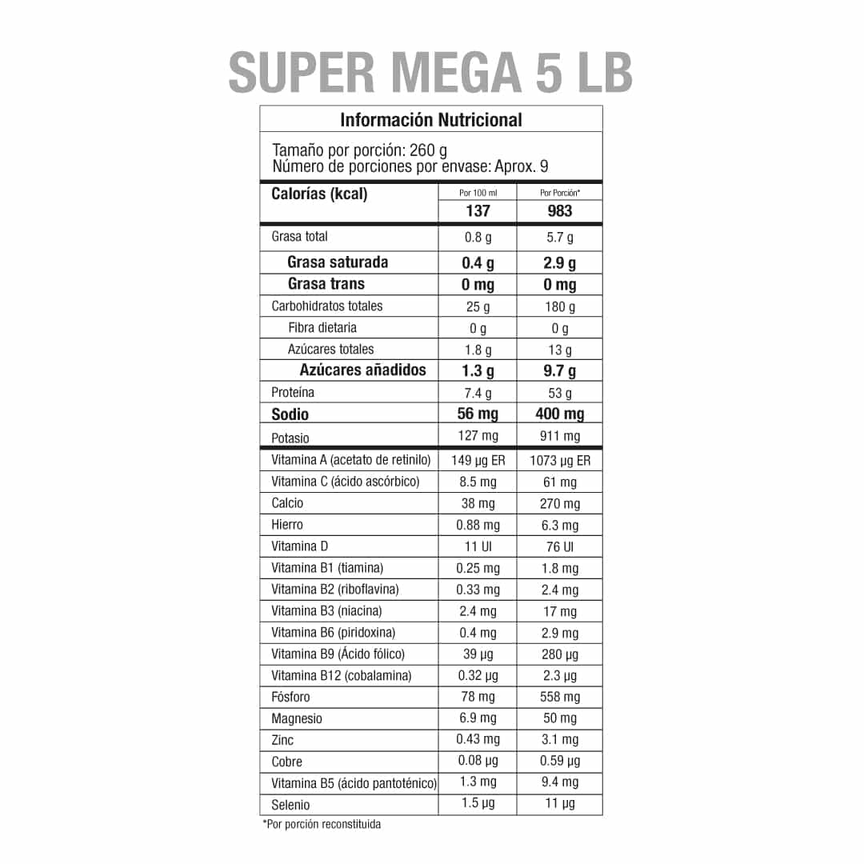 SUPER MEGA 5 LB
Información Nutricional
Tamaño por porción: 260 g
Número de porciones por envase: Aprox. 9
Calorías (kcal) Por 100 ml Por Porción*
137 983
Grasa total 0.8 g 5.7 g
Grasa saturada 0.4 g 2.9 g
Grasa trans 0 mg 0 mg
Carbohidratos totales 25 g 180 g
Fibra dietaria 0 g 0 g
Azúcares totales 1.8 g 13 g
Azúcares añadidos 1.3 g 9.7 g
Proteína 7.4 g 53 g
Sodio 56 mg 400 mg
Potasio 127 mg 911 mg
Vitamina A (acetato de retinilo) 149 µg ER 1073 µg ER
Vitamina C (ácido ascórbico) 8.5 mg 61 mg
Calcio 38 mg 270 mg
Hierro 0.88 mg 6.3 mg
Vitamina D 11 UI 76 UI
Vitamina B1 (tiamina) 0.25 mg 1.8 mg
Vitamina B2 (riboflavina) 0.33 mg 2.4 mg
Vitamina B3 (niacina) 2.4 mg 17 mg
Vitamina B6 (piridoxina) 0.4 mg 2.9 mg
Vitamina B9 (Ácido fólico) 39 µg 280 µg
Vitamina B12 (cobalamina) 0.32 µg 2.3 µg
Fósforo 78 mg 558 mg
Magnesio 6.9 mg 50 mg
Zinc 0.43 mg 3.1 mg
Cobre 0.08 µg 0.59 µg
Vitamina B5 (ácido pantoténico) 1.3 mg 9.4 mg
Selenio 1.5 µg 11 µg
*Por porción reconstituida